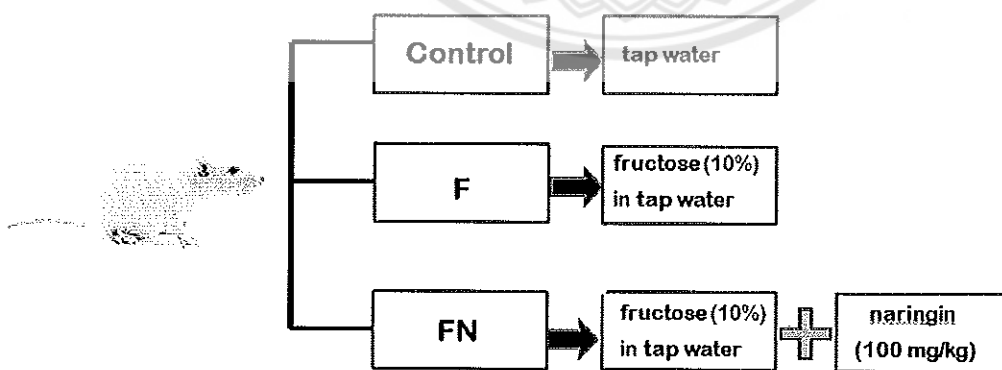 Control
tap water
F
fructose (10%)
in tap water
FN
fructose (10%)
in tap water
naringin
(100 mg/kg)